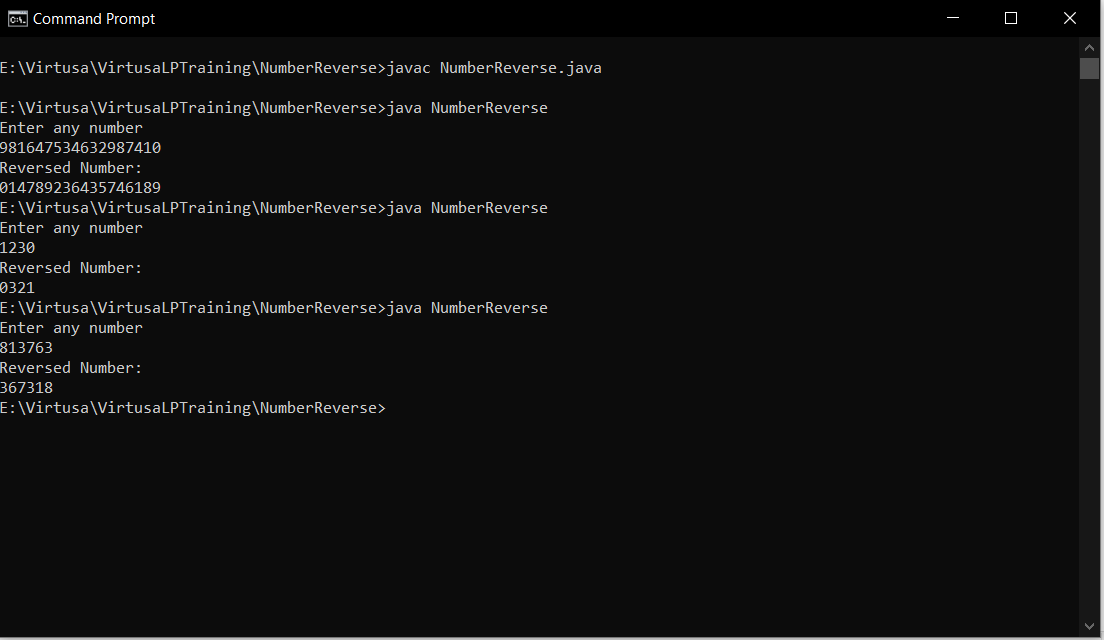 Command Prompt
E:\Virtusa\VirtusaLPTraining\NumberReverse>javac NumberReverse.java
E:\Virtusa\VirtusaLPTraining\NumberReverse>java NumberReverse
Enter any number
981647534632987410
Reversed Number:
014789236435746189
E:\Virtusa\VirtusaLPTraining\NumberReverse>java NumberReverse
Enter any number
1230
Reversed Number:
0321
E:\Virtusa\VirtusaLPTraining\NumberReverse>java NumberReverse
Enter any number
813763
Reversed Number:
367318
E:\Virtusa\VirtusaLPTraining\NumberReverse>